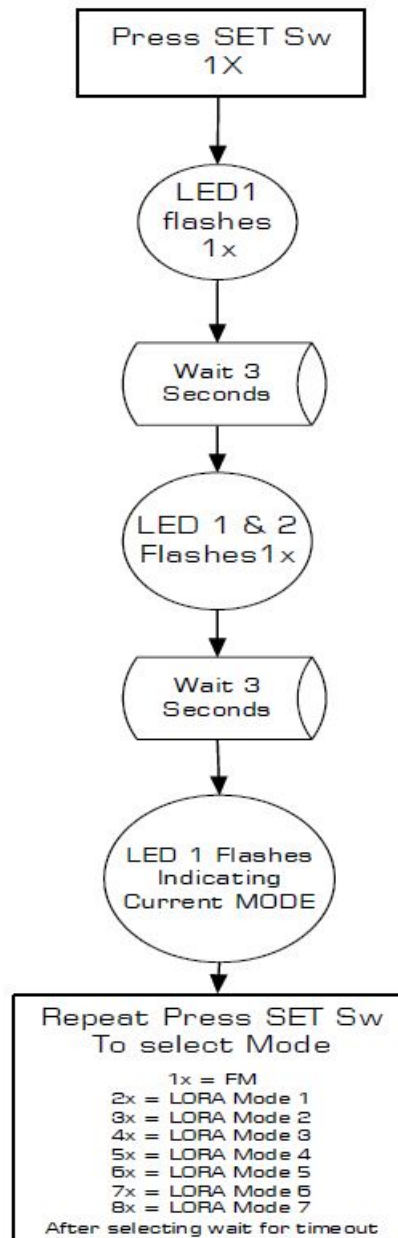 Press SET Sw
1X
LED1
flashes
1x
Wait 3
Seconds
LED 1 & 2
Flashes1x
Wait 3
Seconds
LED 1 Flashes
Indicating
Current MODE
Repeat Press SET Sw
To select Mode
1x = FM
2x = LORA Mode 1
3x = LORA Mode 2
4x = LORA Mode 3
5x = LORA Mode 4
6x = LORA Mode 5
7x = LORA Mode 6
8x = LORA Mode 7
After selecting wait for timeout